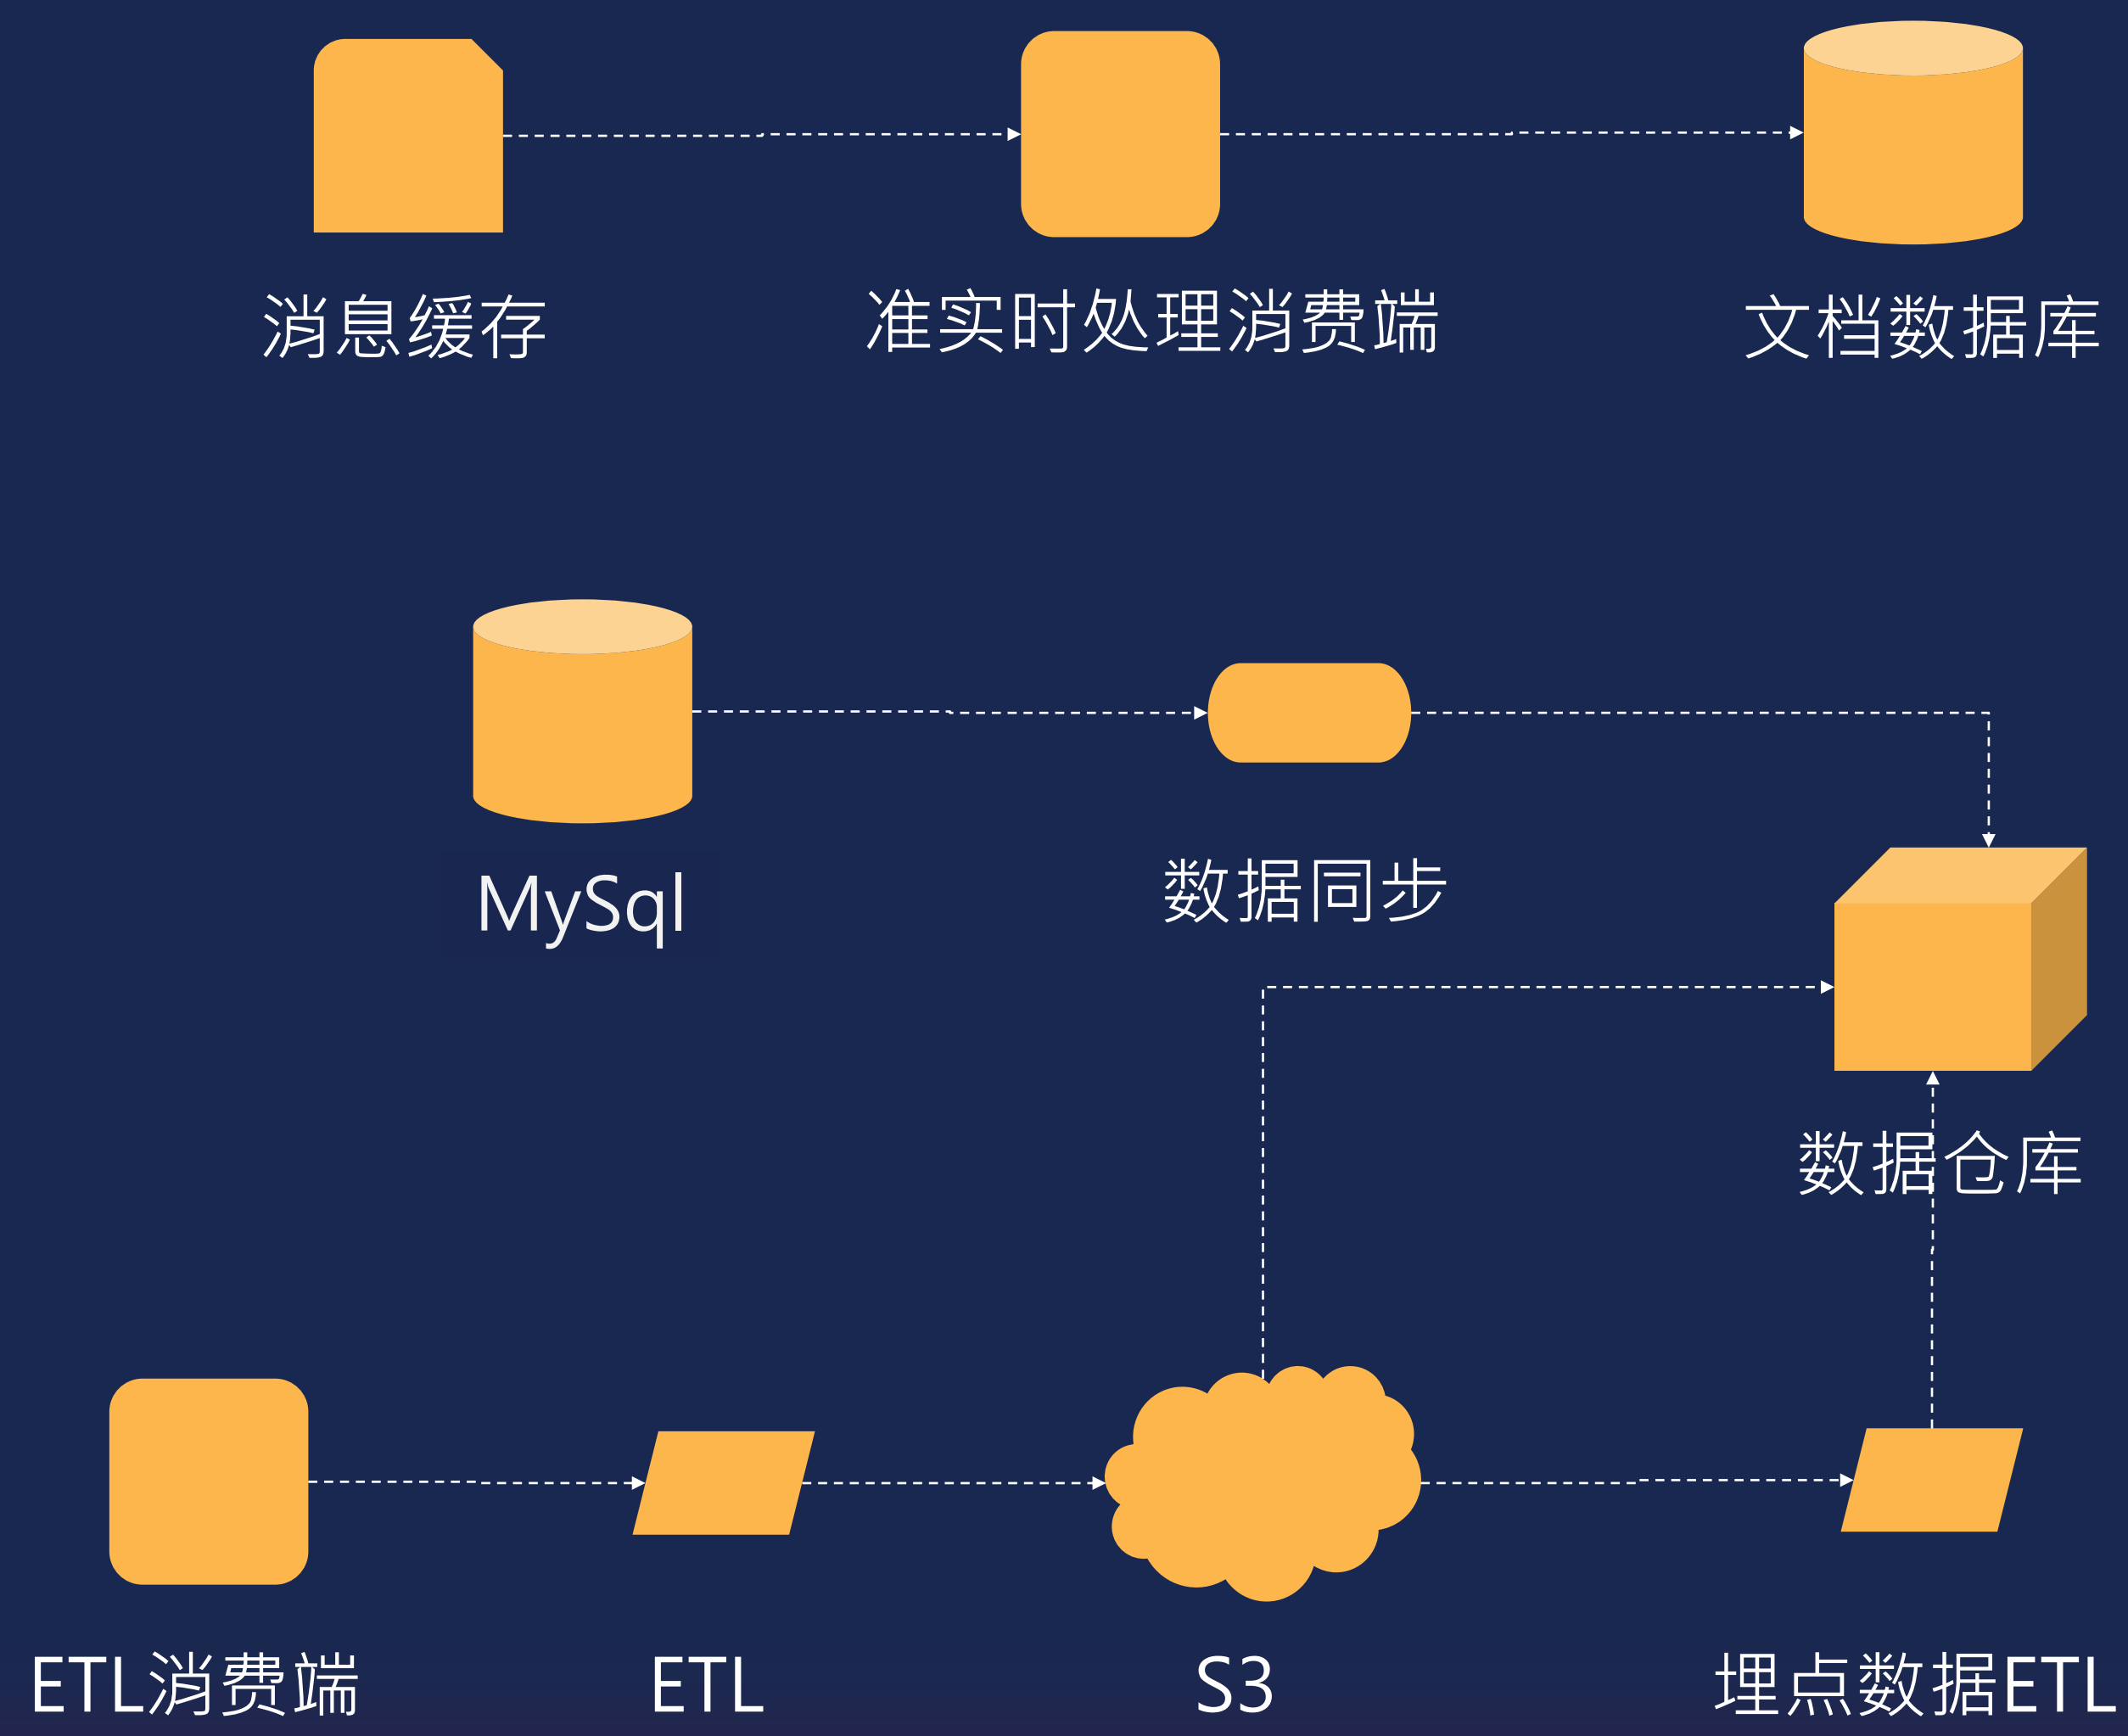 消息缓存
准实时处理消费端
文档数据库
MySql
数据同步
数据仓库
ETL消费端
ETL
S3
埋点数据ETL